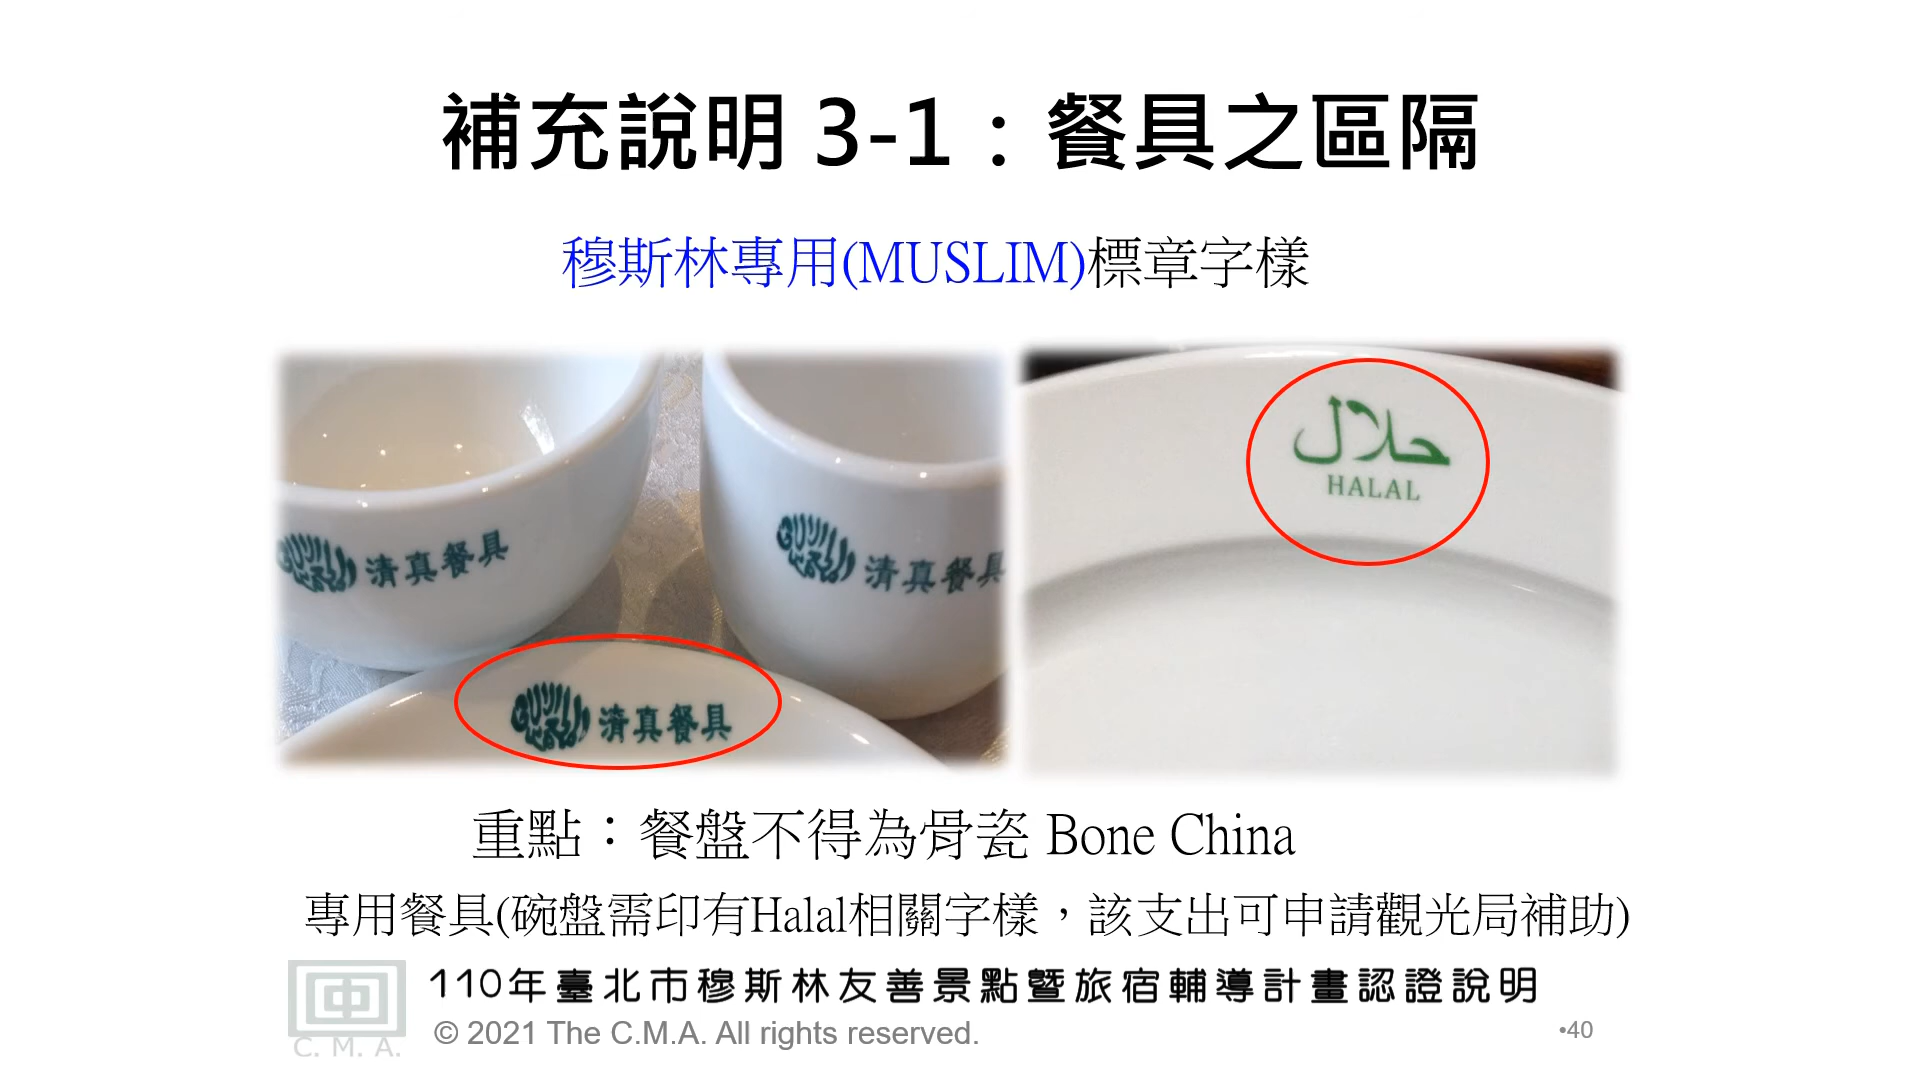 補充說明 3-1：餐具之區隔
穆斯林專用(MUSLIM)標章字樣
清真餐具
清真餐具
清真餐具
حلال
HALAL
重點：餐盤不得為骨瓷 Bone China
專用餐具(碗盤需印有Halal相關字樣，該支出可申請觀光局補助)
110年臺北市穆斯林友善景點暨旅宿輔導計畫認證說明
C. M. A.
© 2021 The C.M.A. All rights reserved.
•40